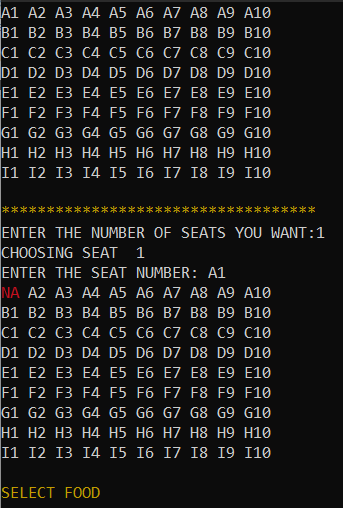 A1 A2 A3 A4 A5 A6 A7 A8 A9 A10
B1 B2 B3 B4 B5 B6 B7 B8 B9 B10
C1 C2 C3 C4 C5 C6 C7 C8 C9 C10
D1 D2 D3 D4 D5 D6 D7 D8 D9 D10
E1 E2 E3 E4 E5 E6 E7 E8 E9 E10
F1 F2 F3 F4 F5 F6 F7 F8 F9 F10
G1 G2 G3 G4 G5 G6 G7 G8 G9 G10
H1 H2 H3 H4 H5 H6 H7 H8 H9 H10
I1 I2 I3 I4 I5 I6 I7 I8 I9 I10
***********************************
ENTER THE NUMBER OF SEATS YOU WANT:1
CHOOSING SEAT  1
ENTER THE SEAT NUMBER: A1
NA A2 A3 A4 A5 A6 A7 A8 A9 A10
B1 B2 B3 B4 B5 B6 B7 B8 B9 B10
C1 C2 C3 C4 C5 C6 C7 C8 C9 C10
D1 D2 D3 D4 D5 D6 D7 D8 D9 D10
E1 E2 E3 E4 E5 E6 E7 E8 E9 E10
F1 F2 F3 F4 F5 F6 F7 F8 F9 F10
G1 G2 G3 G4 G5 G6 G7 G8 G9 G10
H1 H2 H3 H4 H5 H6 H7 H8 H9 H10
I1 I2 I3 I4 I5 I6 I7 I8 I9 I10
SELECT FOOD